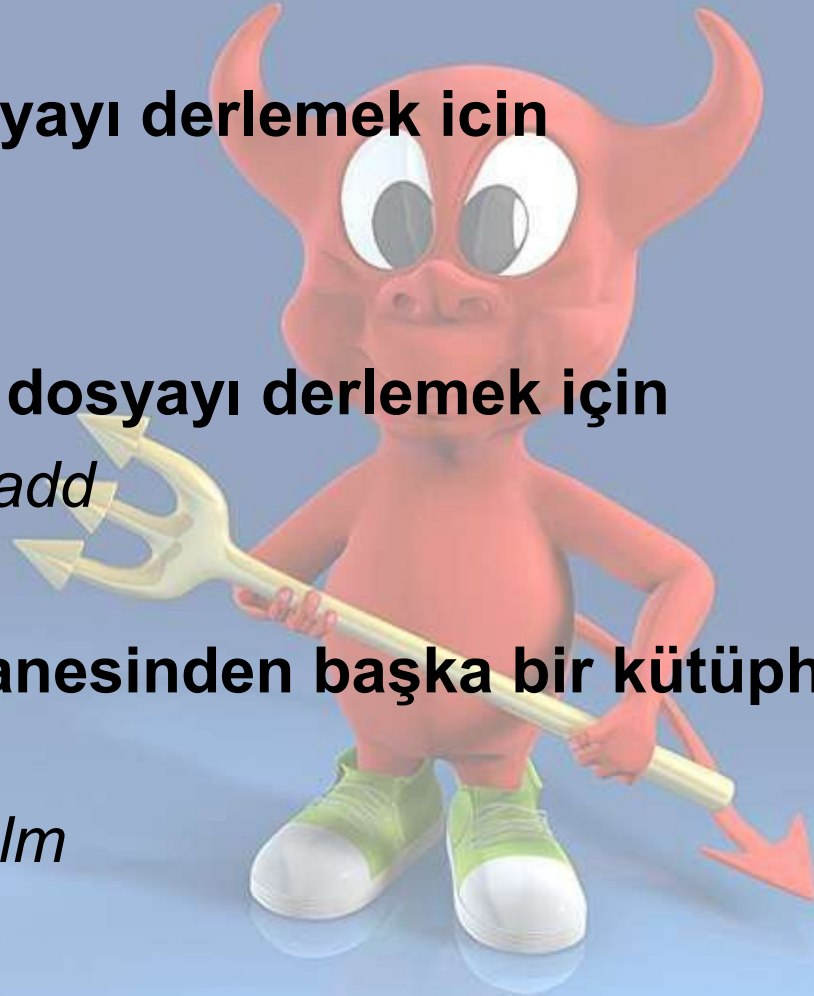 yayı derlemek icin
dosyayı derlemek için
add
anesinden başka bir kütüph
lm